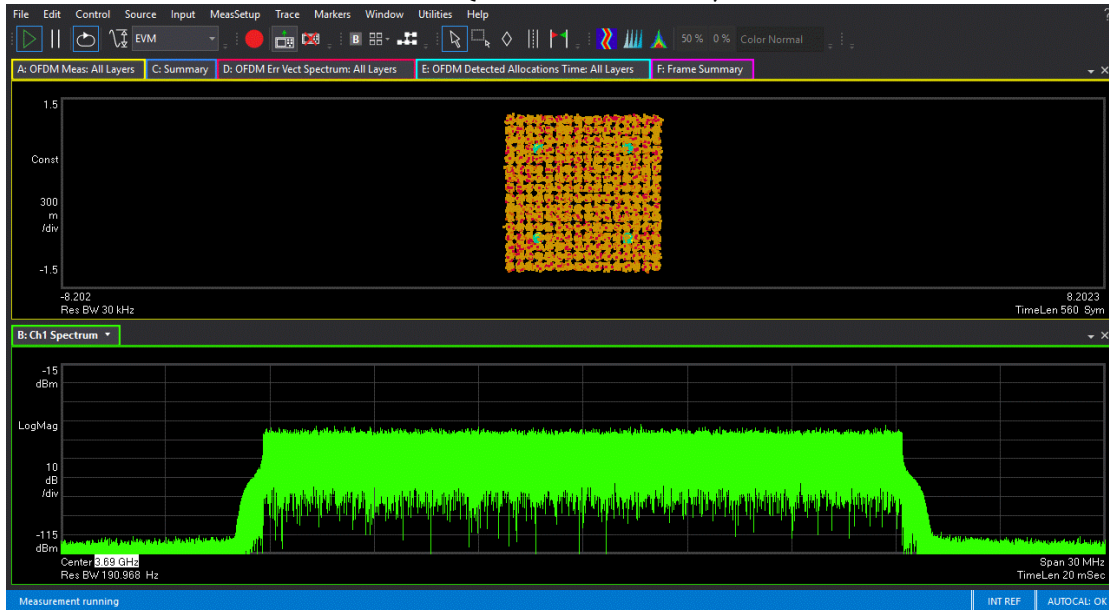 File Edit Control Source Input MeasSetup Trace Markers Window Utilities Help
EVM B 50 % 0 % Color Normal
A: OFDM Meas: All Layers C: Summary D: OFDM Err Vect Spectrum: All Layers E: OFDM Detected Allocations Time: All Layers F: Frame Summary
1.5
Const
300
m
/div
-1.5
-8.202 8.2023
Res BW 30 kHz TimeLen 560 Sym
B: Ch1 Spectrum
-15
dBm
LogMag
10
dB
/div
-115
dBm
Center 3.69 GHz Span 30 MHz
Res BW 190.968 Hz TimeLen 20 mSec
Measurement running INT REF AUTOCAL: OK